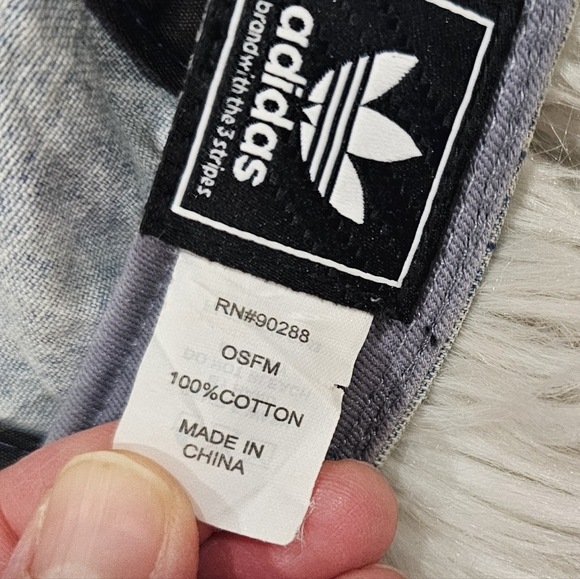 adidas
brand with the 3 stripes
RN#90288
OSFM
100%COTTON
MADE IN
CHINA